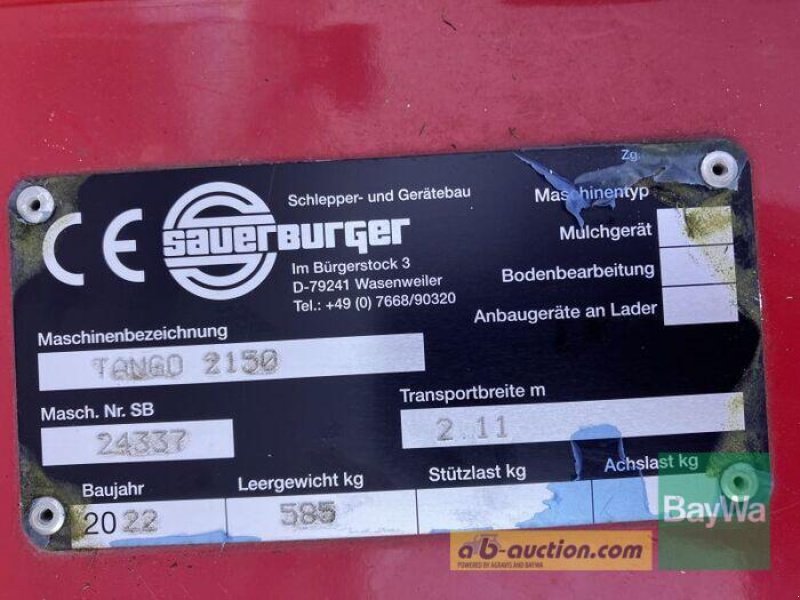 Zg
CE
sauerburger
Schlepper- und Gerätebau
Im Bürgerstock 3
D-79241 Wasenweiler
Tel.: +49 (0) 7668/90320
Maschinentyp
Mulchgerät
Bodenbearbeitung
Anbaugeräte an Lader
Maschinenbezeichnung
TANGO 2150
Masch. Nr. SB
24337
Transportbreite m
2.11
Baujahr
2022
Leergewicht kg
585
Stützlast kg
Achslast kg
BayWa
a/b-auction.com
POWERED BY AGRAVIS AND BAYWA